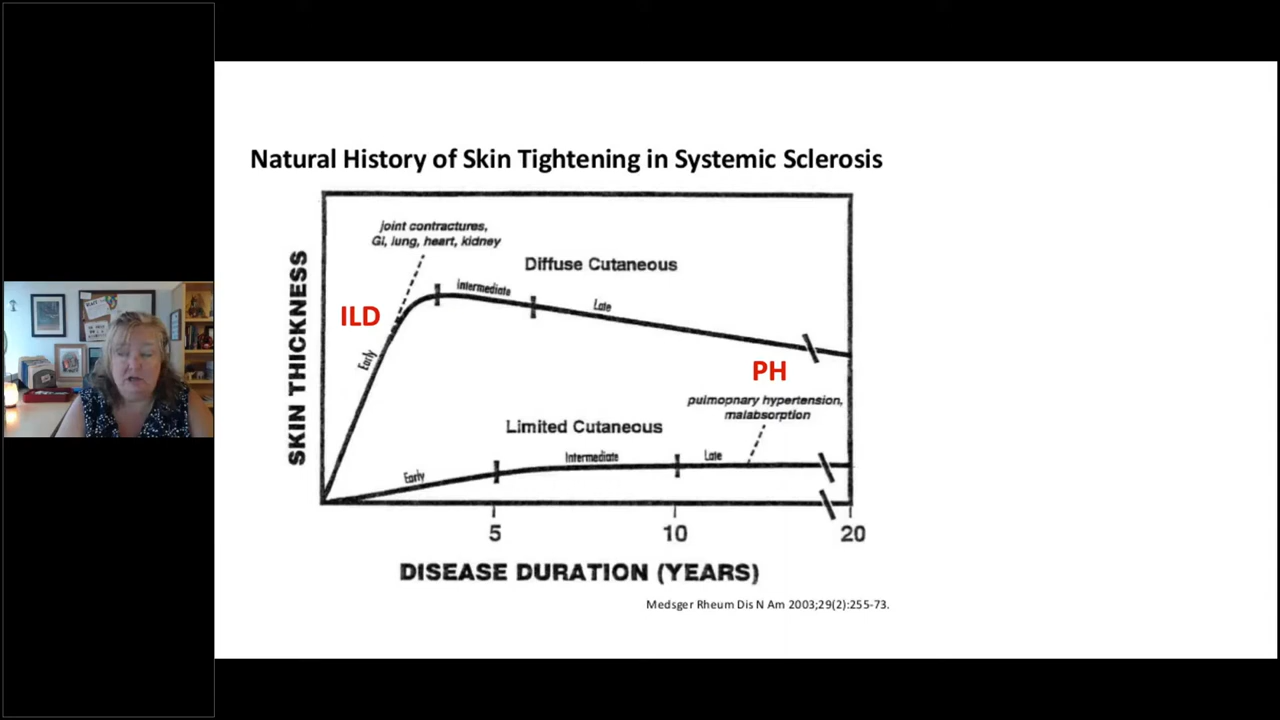 Natural History of Skin Tightening in Systemic Sclerosis
joint contractures,
GI, lung, heart, kidney
Diffuse Cutaneous
Intermediate
Late
ILD
Early
PH
pulmopnary hypertension,
malabsorption
Limited Cutaneous
Intermediate
Late
Early
SKIN THICKNESS
5
10
20
DISEASE DURATION (YEARS)
Medsger Rheum Dis N Am 2003;29(2):255-73.